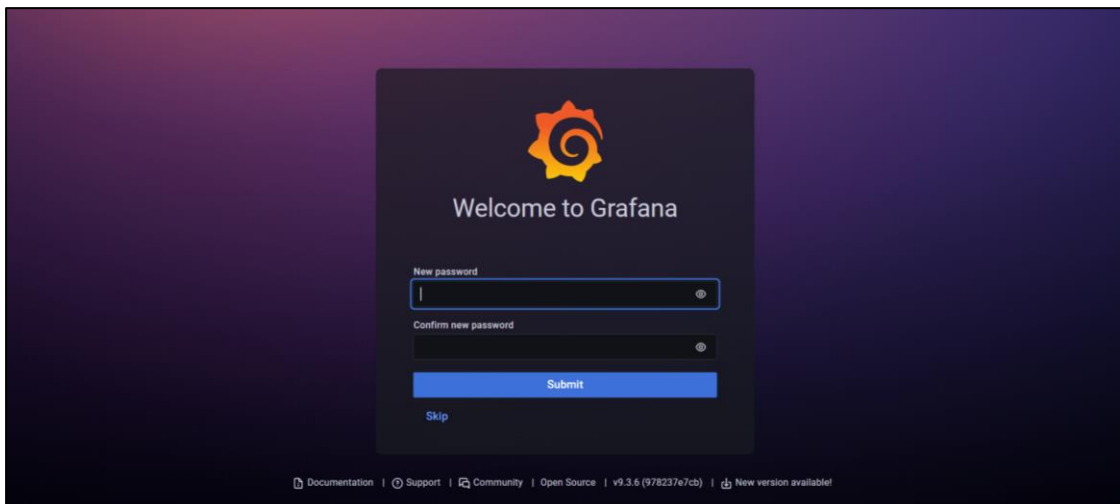 Welcome to Grafana
New password
Confirm new password
Submit
Skip
Documentation | Support | Community | Open Source | v9.3.6 (978237e7cb) | New version available!